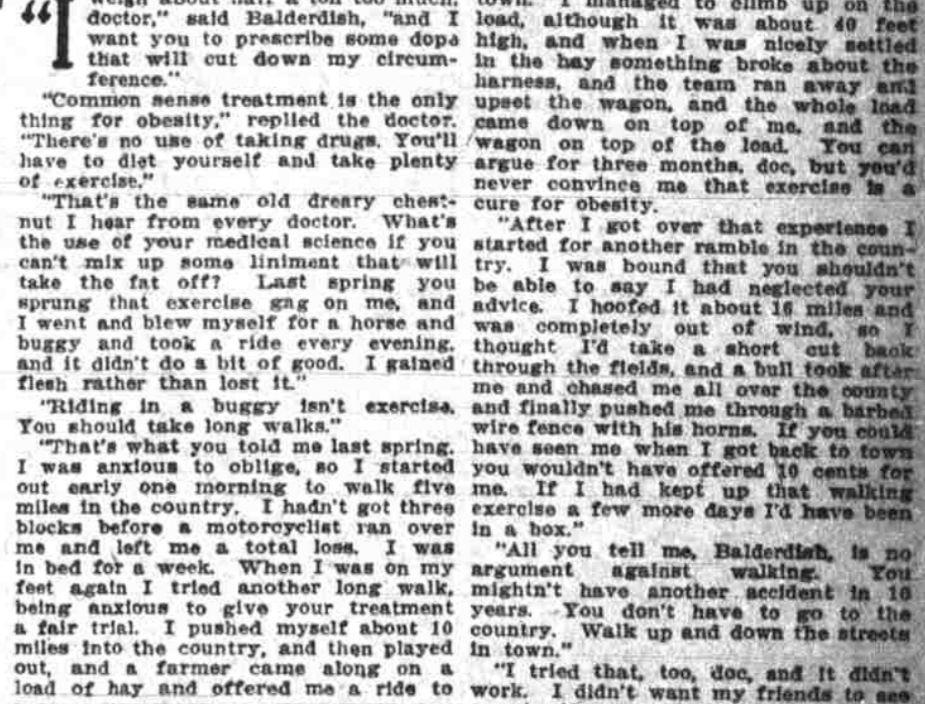 "I weigh about half a ton too much,
doctor," said Balderdish, "and I
want you to prescribe some dope
that will cut down my circum-
ference."
"Common sense treatment is the only
thing for obesity," replied the doctor.
"There's no use of taking drugs. You'll
have to diet yourself and take plenty
of exercise."
"That's the same old dreary chest-
nut I hear from every doctor. What's
the use of your medical science if you
can't mix up some liniment that will
take the fat off? Last spring you
sprung that exercise gag on me, and
I went and blew myself for a horse and
buggy and took a ride every evening,
and it didn't do a bit of good. I gained
flesh rather than lost it."
"Riding in a buggy isn't exercise.
You should take long walks."
"That's what you told me last spring.
I was anxious to oblige, so I started
out early one morning to walk five
miles in the country. I hadn't got three
blocks before a motorcyclist ran over
me and left me a total loss. I was
in bed for a week. When I was on my
feet again I tried another long walk,
being anxious to give your treatment
a fair trial. I pushed myself about 10
miles into the country, and then played
out, and a farmer came along on a
load of hay and offered me a ride to
town. I managed to climb up on the
load, although it was about 40 feet
high, and when I was nicely settled
in the hay something broke about the
harness, and the team ran away and
upset the wagon, and the whole load
came down on top of me, and the
wagon on top of the load. You can
argue for three months, doc, but you'd
never convince me that exercise is a
cure for obesity.
"After I got over that experience I
started for another ramble in the coun-
try. I was bound that you shouldn't
be able to say I had neglected your
advice. I hoofed it about 16 miles and
was completely out of wind, so I
thought I'd take a short cut back
through the fields, and a bull took after
me and chased me all over the county
and finally pushed me through a barbed
wire fence with his horns. If you could
have seen me when I got back to town
you wouldn't have offered 10 cents for
me. If I had kept up that walking
exercise a few more days I'd have been
in a box."
"All you tell me, Balderdish, is no
argument against walking. You
mightn't have another accident in 10
years. You don't have to go to the
country. Walk up and down the streets
in town."
"I tried that, too, doc, and it didn't
work. I didn't want my friends to see